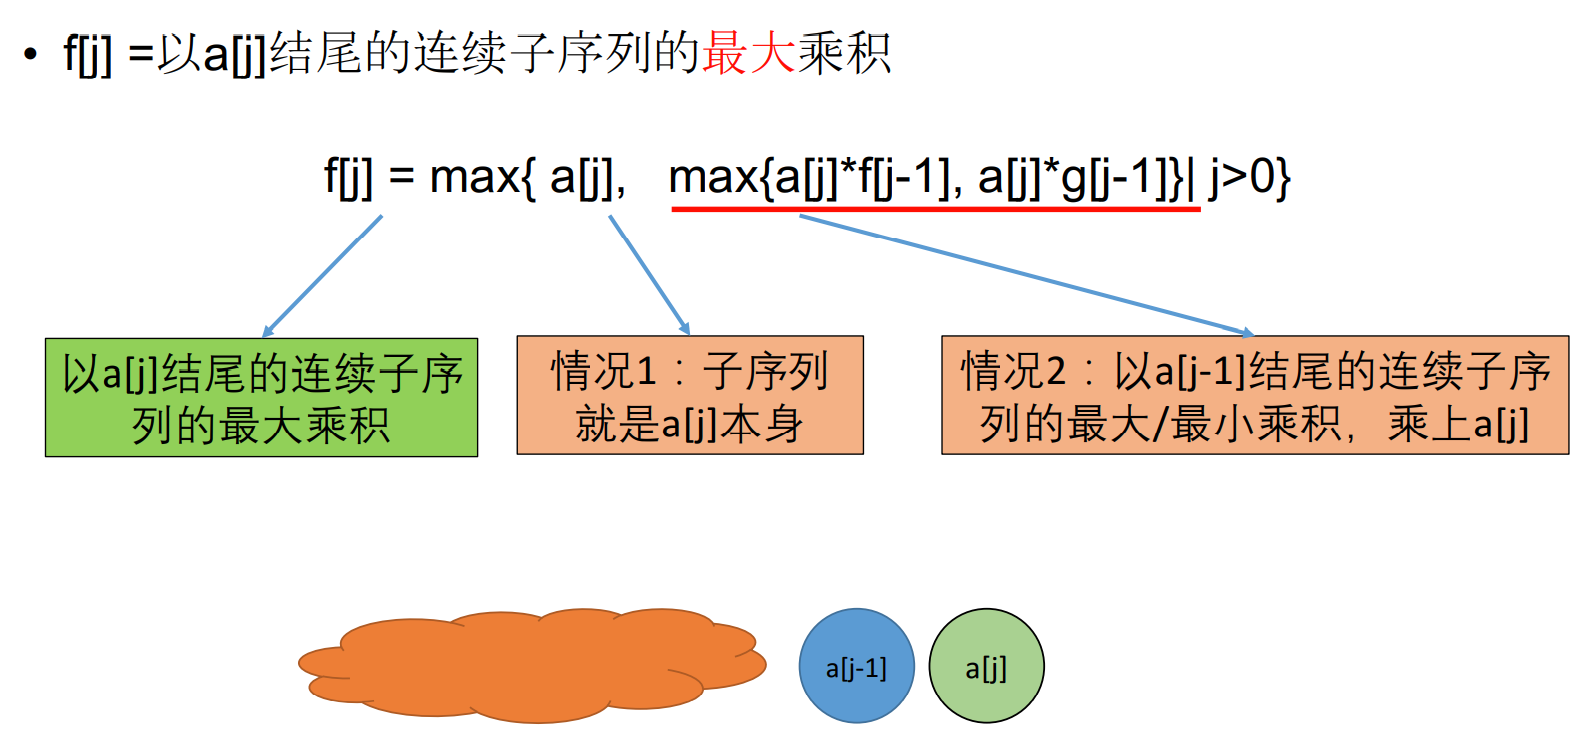 • f[j] =以a[j]结尾的连续子序列的最大乘积
f[j] = max{ a[j], max{a[j]*f[j-1], a[j]*g[j-1]}| j>0}
以a[j]结尾的连续子序
列的最大乘积
情况1：子序列
就是a[j]本身
情况2：以a[j-1]结尾的连续子序
列的最大/最小乘积，乘上a[j]
a[j-1]
a[j]